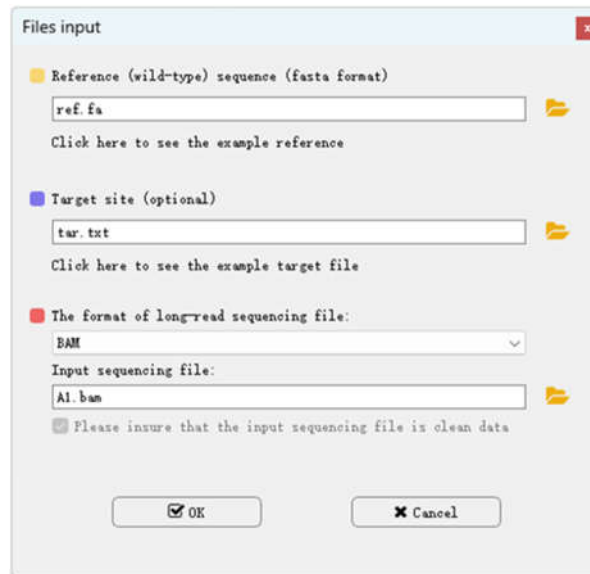 Files input
x
Reference (wild-type) sequence (fasta format)
ref.fa
Click here to see the example reference
Target site (optional)
tar.txt
Click here to see the example target file
The format of long-read sequencing file:
BAM
Input sequencing file:
A1.bam
Please insure that the input sequencing file is clean data
OK
Cancel